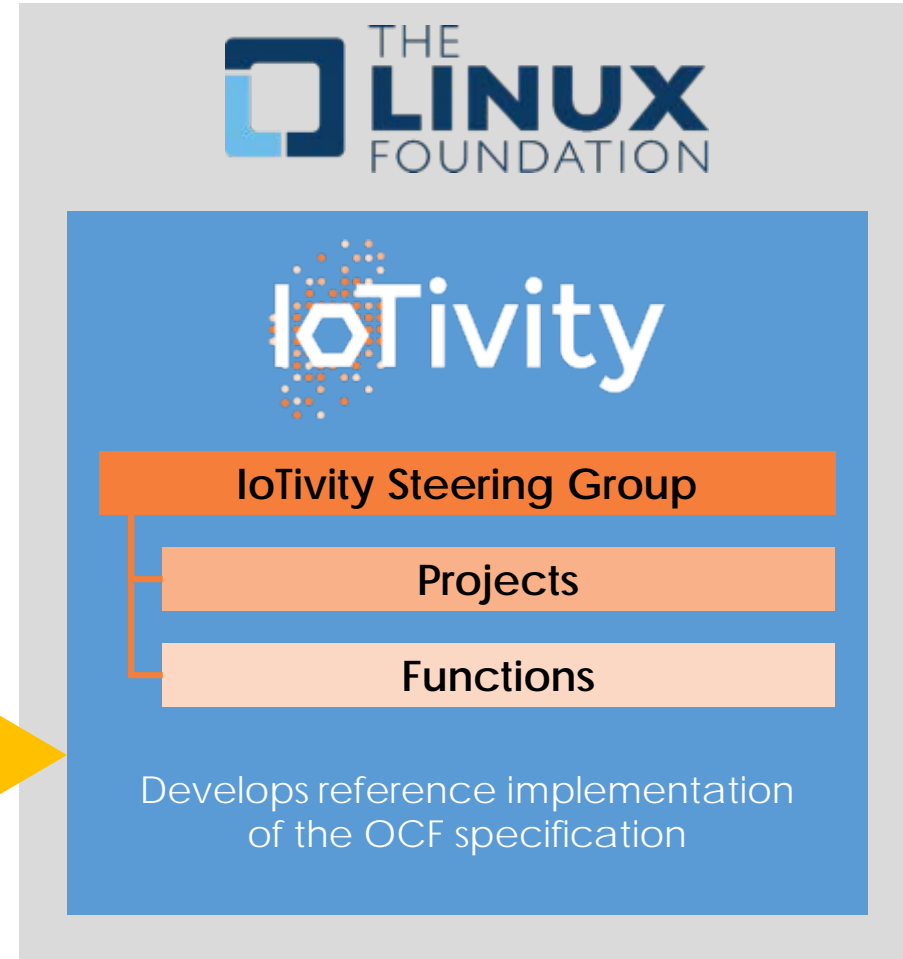 THE
LINUX
FOUNDATION
IoTivity
IoTivity Steering Group
Projects
Functions
Develops reference implementation
of the OCF specification